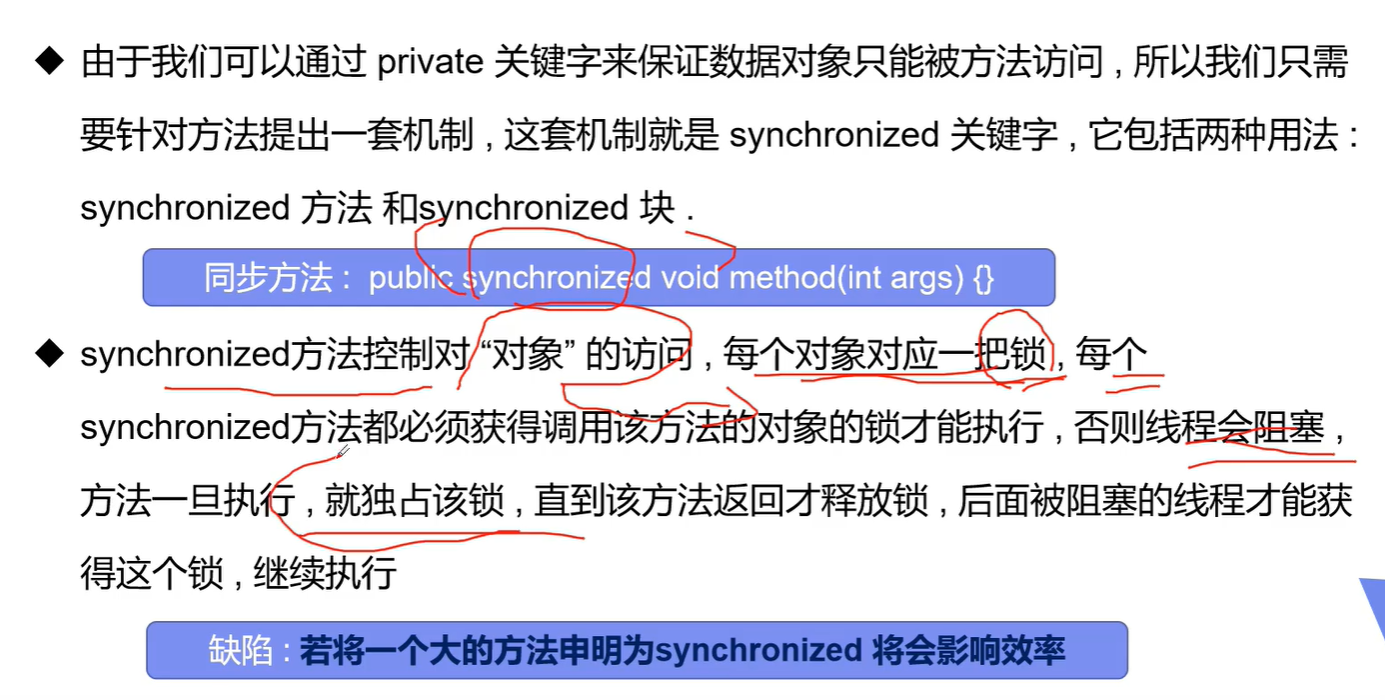 由于我们可以通过 private 关键字来保证数据对象只能被方法访问 , 所以我们只需
要针对方法提出一套机制 , 这套机制就是 synchronized 关键字 , 它包括两种用法 :
synchronized 方法 和synchronized 块 .
同步方法 : public synchronized void method(int args) {}
synchronized方法控制对 “对象” 的访问 , 每个对象对应一把锁 , 每个
synchronized方法都必须获得调用该方法的对象的锁才能执行 , 否则线程会阻塞 ,
方法一旦执行 , 就独占该锁 , 直到该方法返回才释放锁 , 后面被阻塞的线程才能获
得这个锁 , 继续执行
缺陷 : 若将一个大的方法申明为synchronized 将会影响效率